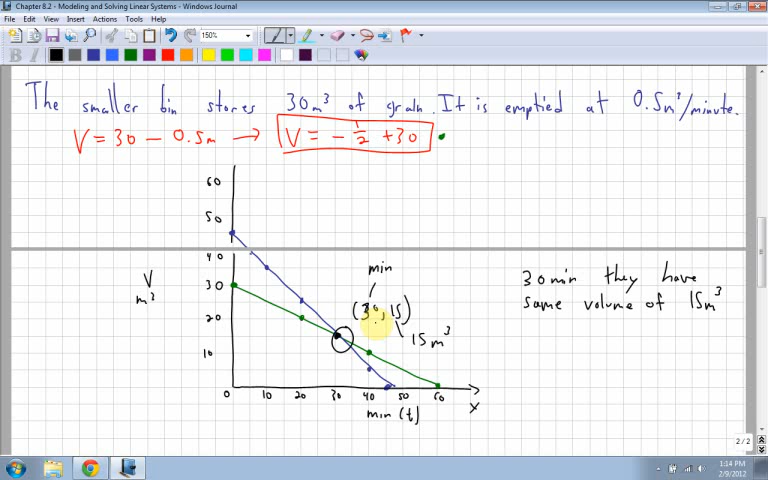 Chapter 8.2 - Modeling and Solving Linear Systems - Windows Journal
File Edit View Insert Actions Tools Help
150%
B I
The smaller bin stores 30m³ of grain. It is emptied at 0.5m³/minute.
V = 30 - 0.5m → V = - 1/2 + 30
60
50
40
30
20
10
V
m³
min
(30, 15)
15m³
30min they have
same volume of 15m³
0 10 20 30 40 50 60
min (t) x
2 / 2
1:14 PM
2/9/2012